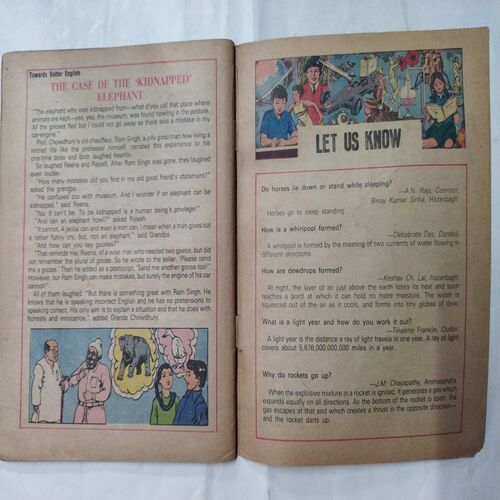 Towards Better English
THE CASE OF THE 'KIDNAPPED'
ELEPHANT
"The elephant who was kidnapped from—what d'you call that place where
animals are kept—yes, yes, the museum, was found howling in the pasture.
All the gooses fled but I could not go away as there was a mistake in my
car-engine."
Prof. Chowdhury's old chauffeur, Ram Singh, a jolly good man now living a
retired life like the professor himself, narrated this experience to his
one-time boss and both laughed heartily.
So laughed Reena and Rajesh. After Ram Singh was gone, they laughed
even louder.
"How many mistakes did you find in my old good friend's statement?"
asked the grandpa.
"He confused zoo with museum. And I wonder if an elephant can be
kidnapped," said Reena.
"No, it can't be. To be kidnapped is a human being's privilege!"
"And can an elephant how?" asked Rajesh.
"It cannot. A jackal can and even a man can, I mean when a man gives out
a rather funny cry, but, not an elephant," said Grandpa.
"And how can you say gooses?"
"That reminds me, Reena, of a wise man who needed two geese, but did
not remember the plural of goose. So he wrote to the seller, 'Please send
me a goose.' Then he added as a postscript, 'Send me another goose too!'
However, our Ram Singh can make mistakes, but surely the engine of his car
cannot!"
All of them laughed. "But there is something great with Ram Singh. He
knows that he is speaking incorrect English and he has no pretensions to
speaking correct. His only aim is to explain a situation and that he does with
honesty and innocence," added Granda Chowdhury.
LET US KNOW
Do horses lie down or stand while sleeping?
—A.N. Raja, Coonoor,
Binay Kumar Sinha, Hazaribagh.
Horses go to sleep standing.
How is a whirlpool formed?
—Debabrata Das, Dandeli.
A whirlpool is formed by the meeting of two currents of water flowing in
different directions.
How are dewdrops formed?
—Keshav Ch. Lal, Hazaribagh.
At night, the layer of air just above the earth loses its heat and soon
reaches a point at which it can hold no more moisture. The water is
squeezed out of the air as it cools, and forms into tiny globes of dew.
What is a light year and how do you work it out?
—Tinalene Franklin, Quilon.
A light year is the distance a ray of light travels in one year. A ray of light
covers about 5,878,000,000,000 miles in a year.
Why do rockets go up?
—J.M. Chayapathy, Animasandra.
When the explosive mixture in a rocket is ignited, it generates a gas which
expands equally on all directions. As the bottom of the rocket is open, the
gas escapes at that end which creates a thrust in the opposite direction—
and the rocket darts up.